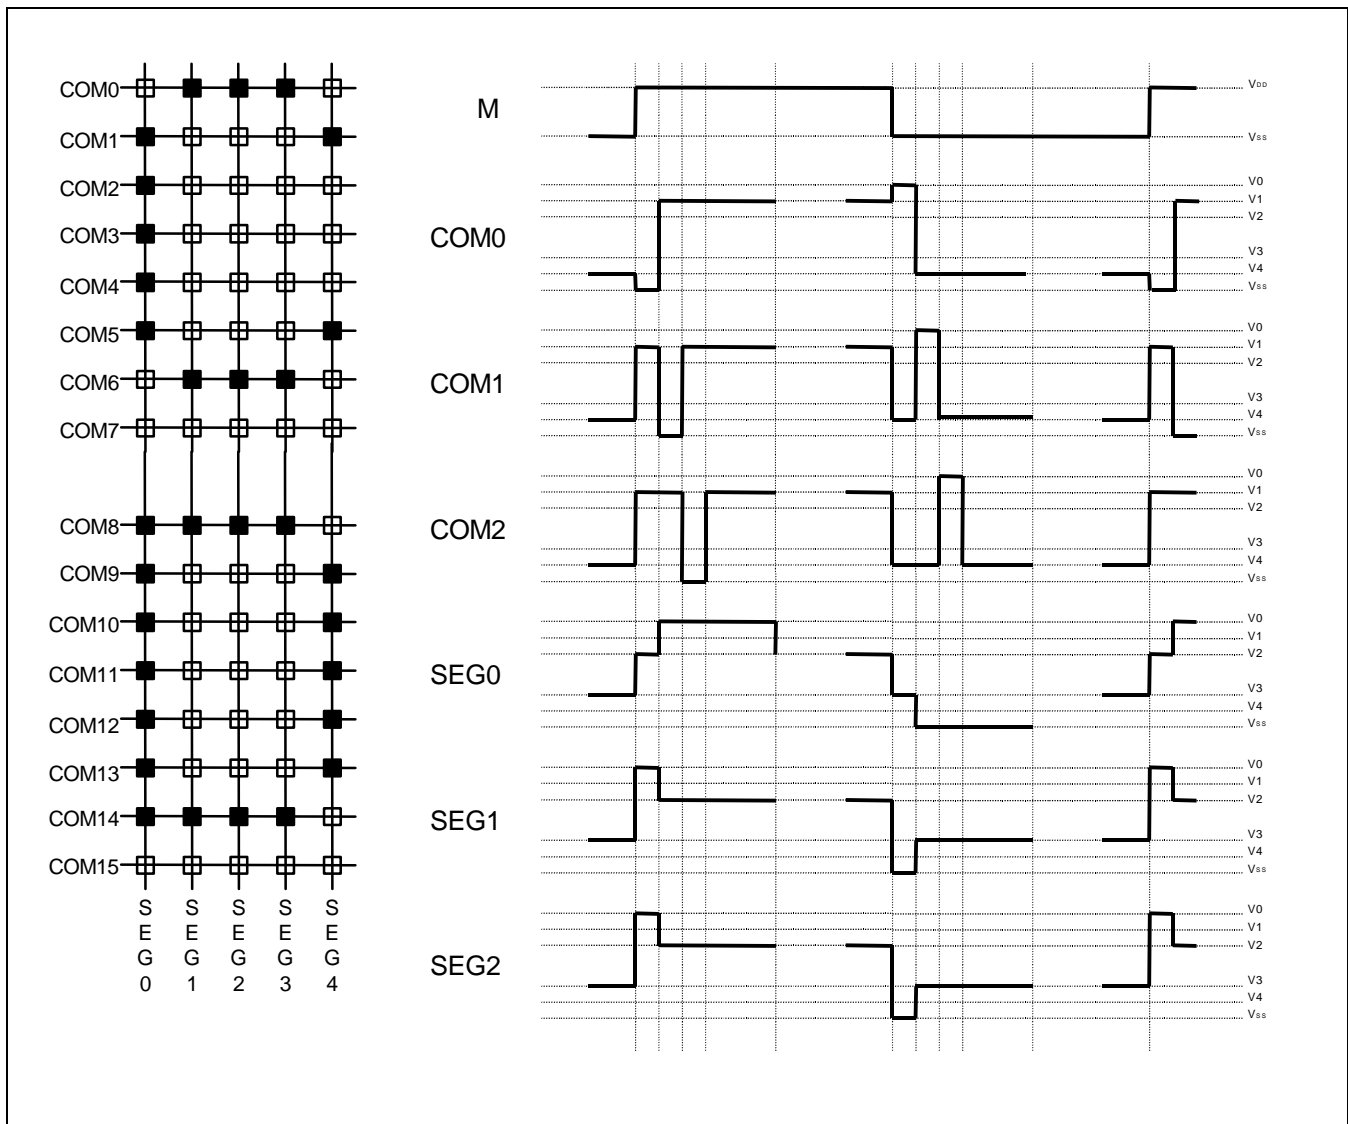 COM0
COM1
COM2
COM3
COM4
COM5
COM6
COM7
COM8
COM9
COM10
COM11
COM12
COM13
COM14
COM15
S S S S S
E E E E E
G G G G G
0 1 2 3 4
M
VDD
VSS
COM0
V0
V1
V2
V3
V4
VSS
COM1
V0
V1
V2
V3
V4
VSS
COM2
V0
V1
V2
V3
V4
VSS
SEG0
V0
V1
V2
V3
V4
VSS
SEG1
V0
V1
V2
V3
V4
VSS
SEG2
V0
V1
V2
V3
V4
VSS